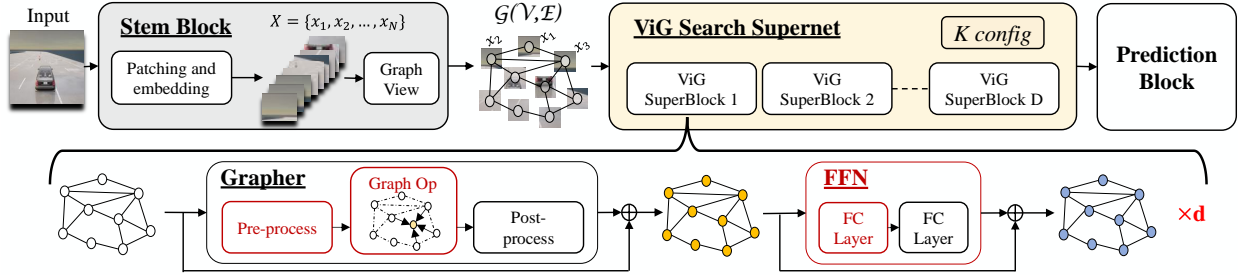 Input
Stem Block
X = {x₁, x₂, ..., x_N}
Patching and
embedding
Graph
View
𝒢(𝒱,ℰ)
x₂
x₁
x₃
ViG Search Supernet
K config
ViG
SuperBlock 1
ViG
SuperBlock 2
ViG
SuperBlock D
Prediction
Block
Grapher
Pre-process
Graph Op
Post-
process
FFN
FC
Layer
FC
Layer
×d